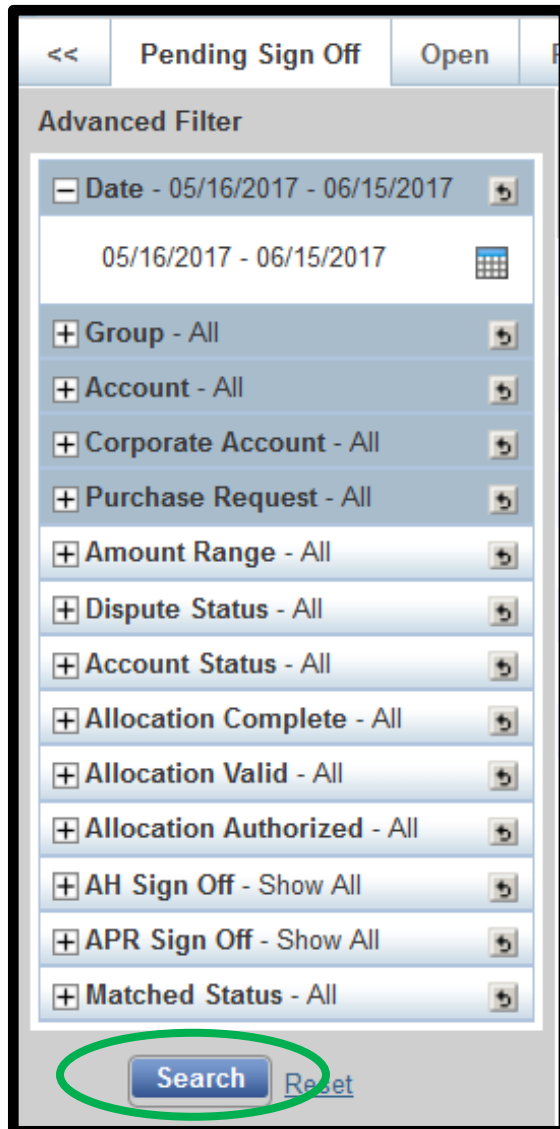 << Pending Sign Off Open
Advanced Filter
Date - 05/16/2017 - 06/15/2017
05/16/2017 - 06/15/2017
Group - All
Account - All
Corporate Account - All
Purchase Request - All
Amount Range - All
Dispute Status - All
Account Status - All
Allocation Complete - All
Allocation Valid - All
Allocation Authorized - All
AH Sign Off - Show All
APR Sign Off - Show All
Matched Status - All
Search Reset